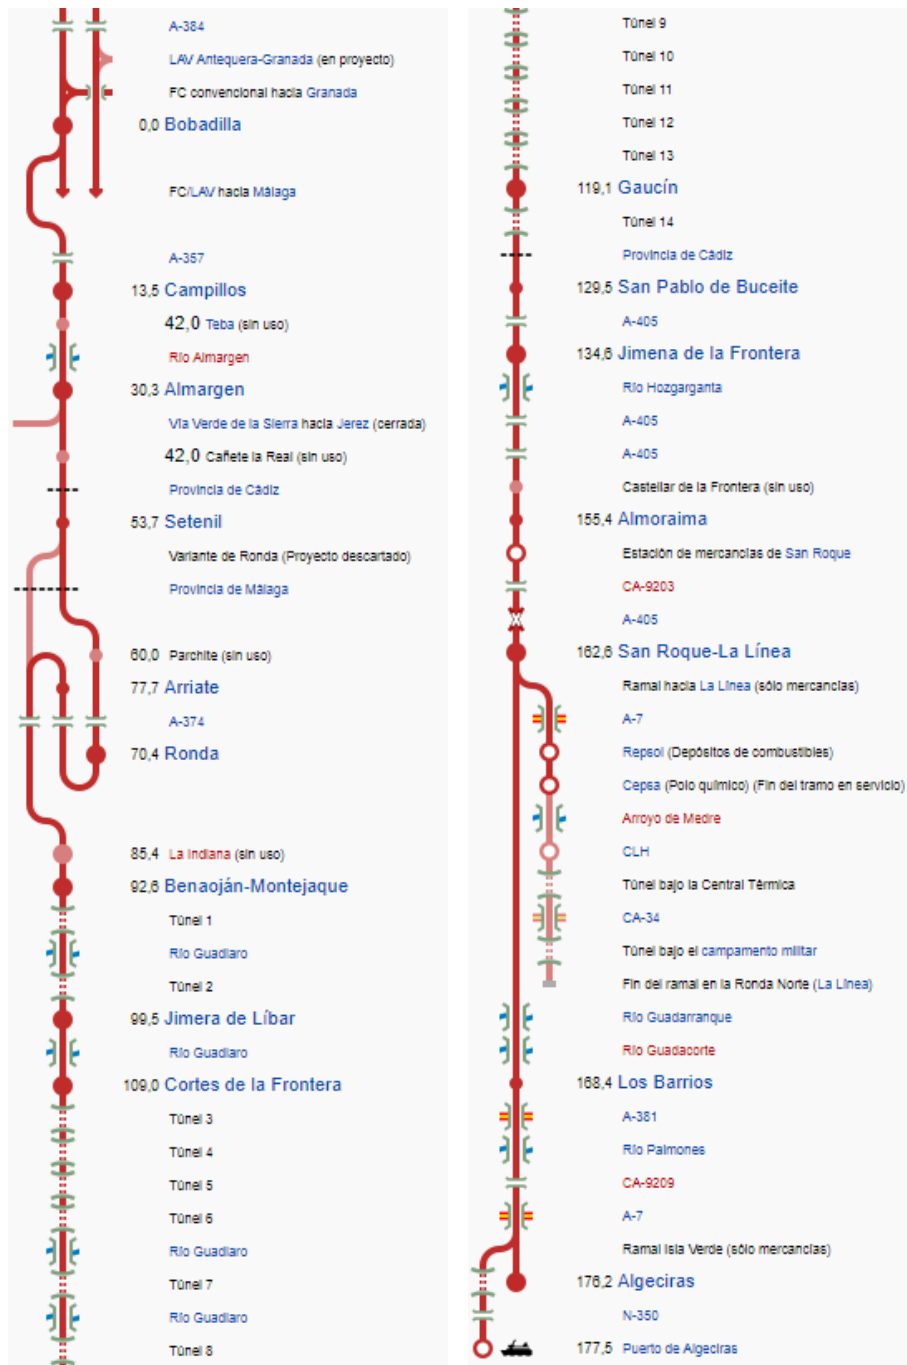 A-384
LAV Antequera-Granada (en proyecto)
FC convencional hacia Granada
0,0 Bobadilla
FC/LAV hacia Málaga
A-357
13,5 Campillos
42,0 Teba (sin uso)
Río Almargen
30,3 Almargen
Vía Verde de la Sierra hacia Jerez (cerrada)
42,0 Cañete la Real (sin uso)
Provincia de Cádiz
53,7 Setenil
Variante de Ronda (Proyecto descartado)
Provincia de Málaga
60,0 Parchite (sin uso)
77,7 Arriate
A-374
70,4 Ronda
85,4 La Indiana (sin uso)
92,6 Benaoján-Montejaque
Túnel 1
Río Guadiaro
Túnel 2
99,5 Jimera de Líbar
Río Guadiaro
109,0 Cortes de la Frontera
Túnel 3
Túnel 4
Túnel 5
Túnel 6
Río Guadiaro
Túnel 7
Río Guadiaro
Túnel 8
Túnel 9
Túnel 10
Túnel 11
Túnel 12
Túnel 13
119,1 Gaucín
Túnel 14
Provincia de Cádiz
129,5 San Pablo de Buceite
A-405
134,6 Jimena de la Frontera
Río Hozgarganta
A-405
A-405
Castellar de la Frontera (sin uso)
155,4 Almoraima
Estación de mercancías de San Roque
CA-9203
A-405
162,6 San Roque-La Línea
Ramal hacia La Línea (sólo mercancías)
A-7
Repsol (Depósitos de combustibles)
Cepsa (Polo químico) (Fin del tramo en servicio)
Arroyo de Medre
CLH
Túnel bajo la Central Térmica
CA-34
Túnel bajo el campamento militar
Fin del ramal en la Ronda Norte (La Línea)
Río Guadarranque
Río Guadacorte
168,4 Los Barrios
A-381
Río Palmones
CA-9209
A-7
Ramal Isla Verde (sólo mercancías)
176,2 Algeciras
N-350
177,5 Puerto de Algeciras